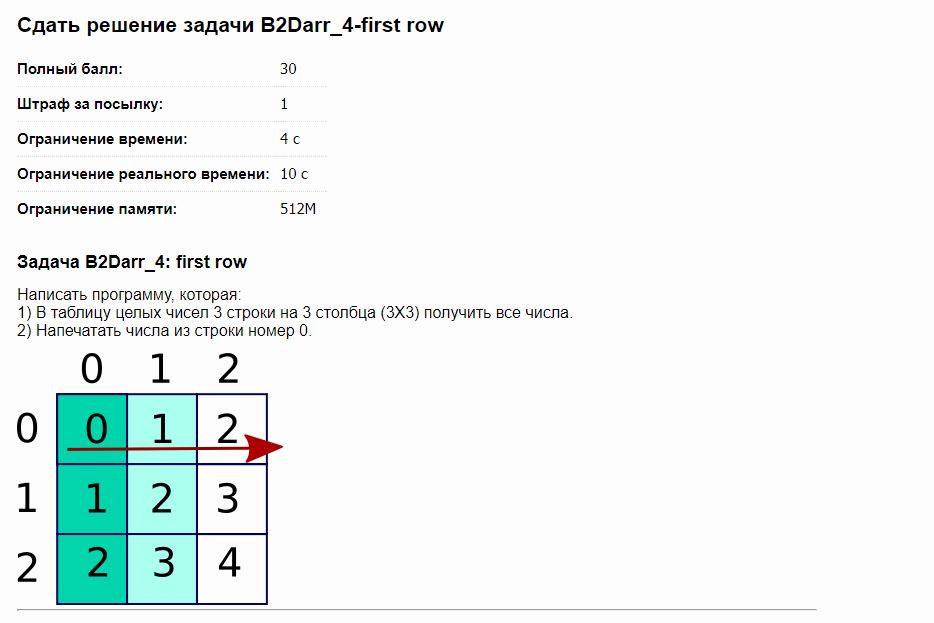 Сдать решение задачи B2Darr_4-first row
Полный балл: 30
Штраф за посылку: 1
Ограничение времени: 4 с
Ограничение реального времени: 10 с
Ограничение памяти: 512M
Задача B2Darr_4: first row
Написать программу, которая:
1) В таблицу целых чисел 3 строки на 3 столбца (3X3) получить все числа.
2) Напечатать числа из строки номер 0.
0 1 2
0 0 1 2
1 1 2 3
2 2 3 4